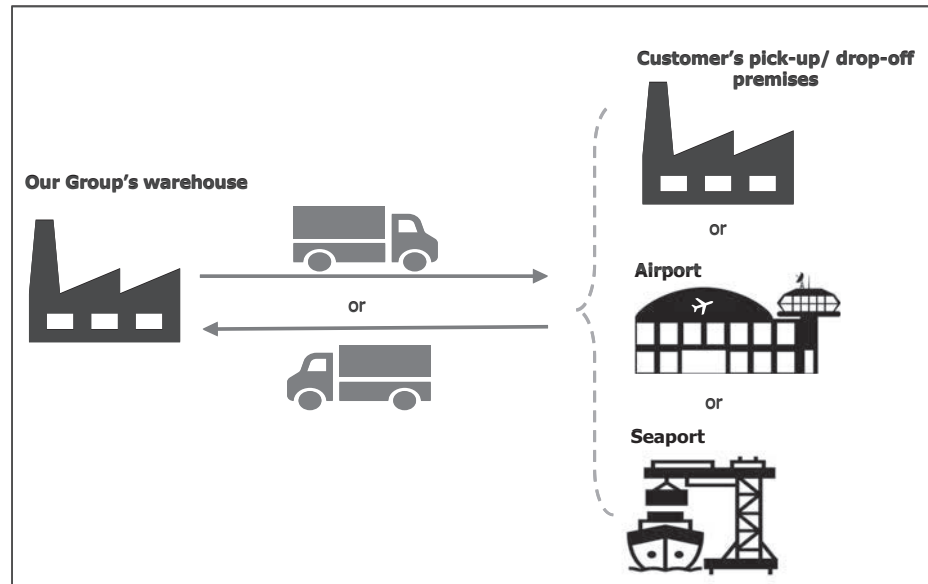 Customer's pick-up/ drop-off
premises
Our Group's warehouse
or
Airport
or
or
Seaport